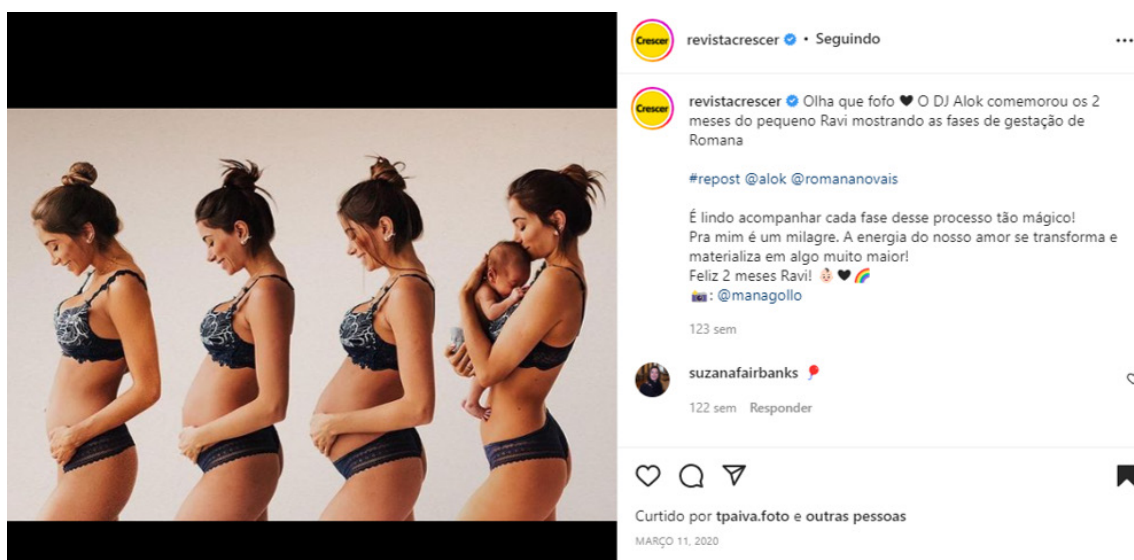 Crescer
revistacrescer • Seguindo
...
Crescer
revistacrescer Olha que fofo 🖤 O DJ Alok comemorou os 2
meses do pequeno Ravi mostrando as fases de gestação de
Romana
#repost @alok @romananovais
É lindo acompanhar cada fase desse processo tão mágico!
Pra mim é um milagre. A energia do nosso amor se transforma e
materializa em algo muito maior!
Feliz 2 meses Ravi! 👶🏻🖤🌈
📸: @managollo
123 sem
suzanafairbanks 🎈
122 sem Responder
Curtido por tpaiva.foto e outras pessoas
MARÇO 11, 2020